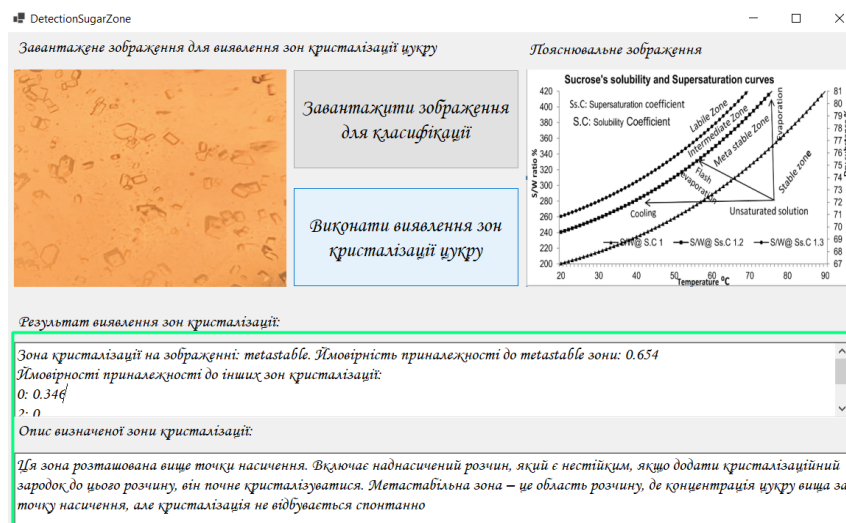 DetectionSugarZone
Завантажене зображення для виявлення зон кристалізації цукру
Пояснювальне зображення
Завантажити зображення
для класифікації
Виконати виявлення зон
кристалізації цукру
Sucrose's solubility and Supersaturation curves
Ss.C: Supersaturation coefficient
S.C: Solubility Coefficient
Labile Zone
Intermediate Zone
Meta stable Zone
Evaporation
Stable zone
Flash
evaporation
Cooling
Unsaturated solution
S/W@ S.C 1
S/W@ Ss.C 1.2
S/W@ Ss.C 1.3
S/W ratio %
420
400
380
360
340
320
300
280
260
240
220
200
81
80
79
78
77
76
75
74
73
72
71
70
69
68
67
20 30 40 50 60 70 80 90
Temperature ⁰C
Результат виявлення зон кристалізації:
Зона кристалізації на зображенні: metastable. Ймовірність приналежності до metastable зони: 0.654
Ймовірності приналежності до інших зон кристалізації:
0: 0.346
2: 0
Опис визначеної зони кристалізації:
Ця зона розташована вище точки насичення. Включає наднасичений розчин, який є нестійким, якщо додати кристалізаційний
зародок до цього розчину, він почне кристалізуватися. Метастабільна зона – це область розчину, де концентрація цукру вища за
точку насичення, але кристалізація не відбувається спонтанно